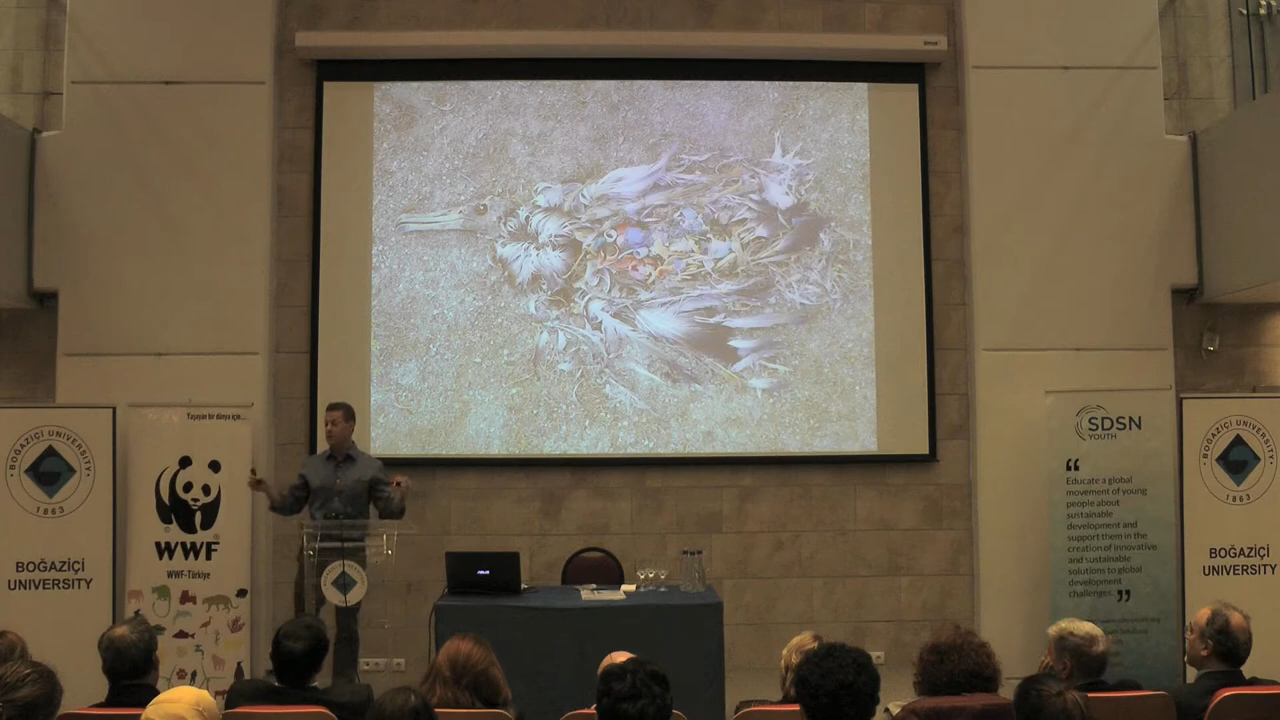 BOĞAZİÇİ UNIVERSITY
1863
BOĞAZİÇİ
UNIVERSITY
Yaşayan bir dünya için...
WWF
WWF-Türkiye
ASUS
SDSN
YOUTH
“
Educate a global
movement of young
people about
sustainable
development and
support them in the
creation of innovative
and sustainable
solutions to global
development
challenges. ”
BOĞAZİÇİ UNIVERSITY
1863
BOĞAZİÇİ
UNIVERSITY